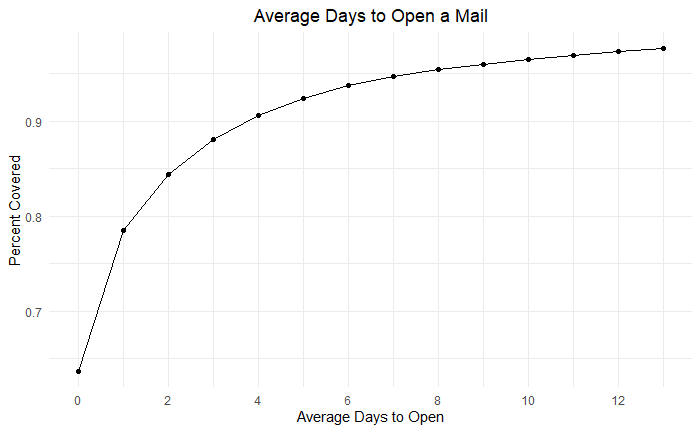 Average Days to Open a Mail
Percent Covered
0.9
0.8
0.7
0 2 4 6 8 10 12
Average Days to Open